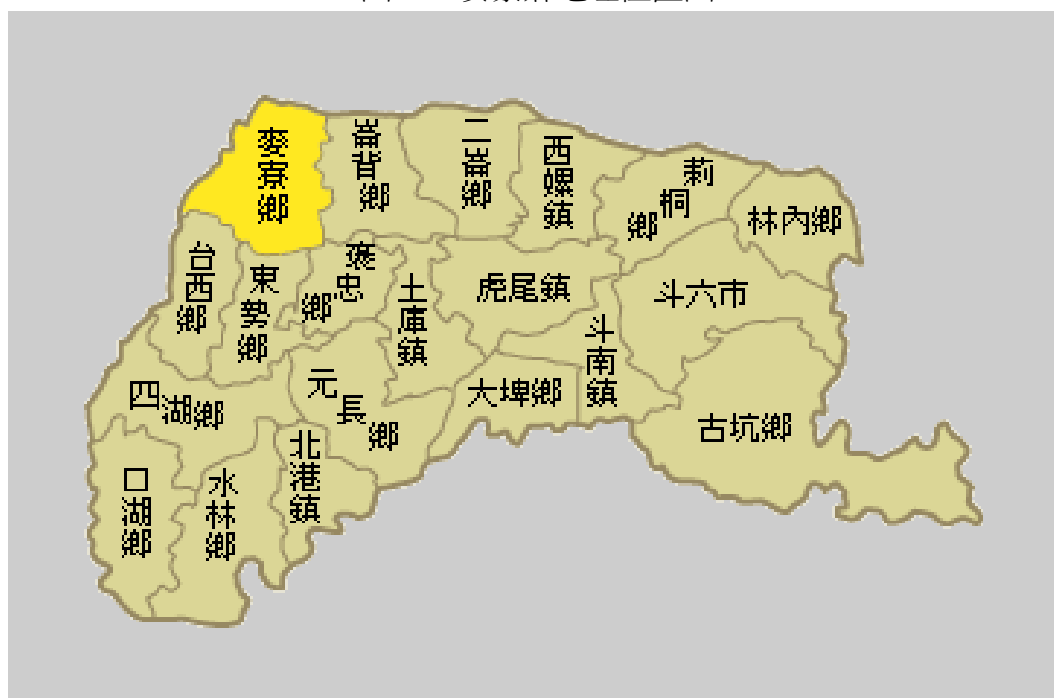 麥寮鄉
崙背鄉
二崙鄉
西螺鎮
莿桐鄉
林內鄉
台西鄉
東勢鄉
褒忠鄉
土庫鎮
虎尾鎮
斗南鎮
斗六市
四湖鄉
元長鄉
大埤鄉
古坑鄉
口湖鄉
水林鄉
北港鎮